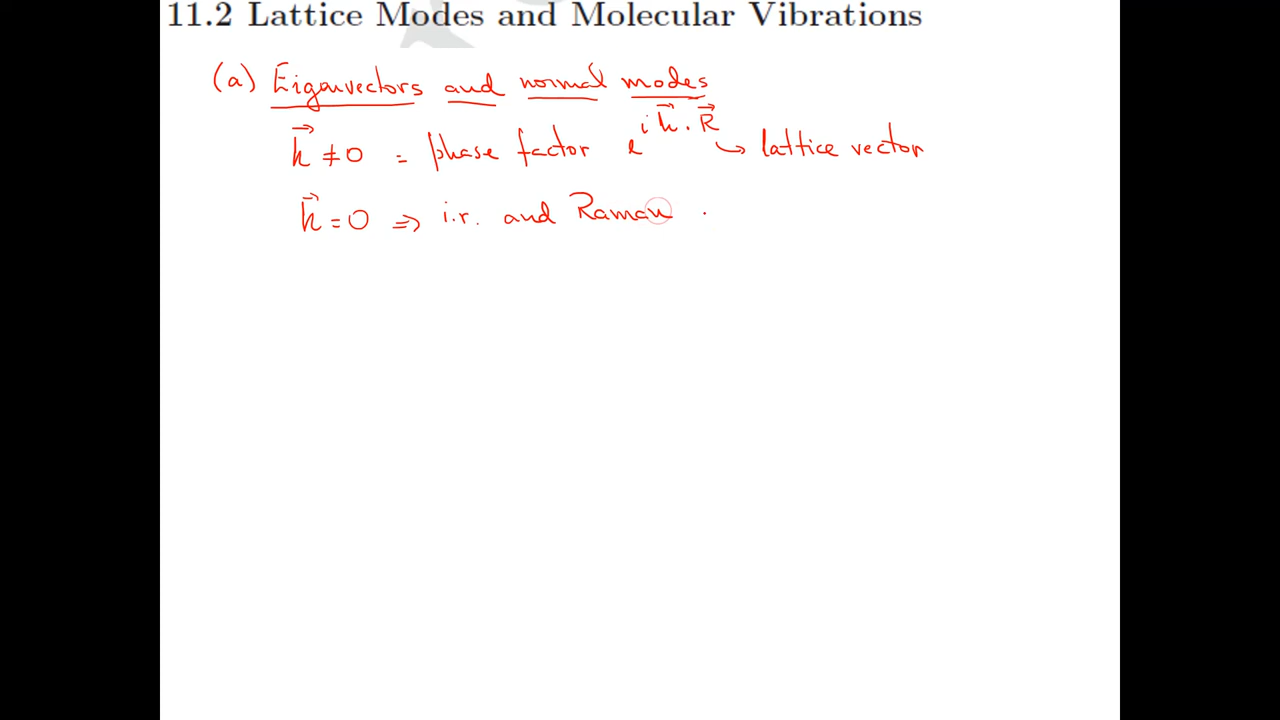 11.2 Lattice Modes and Molecular Vibrations
(a) Eigenvectors and normal modes
k⃗ ≠ 0 = phase factor e^{i k⃗ · R⃗} ↪ lattice vector
k⃗ = 0 ⇒ i.r. and Raman .